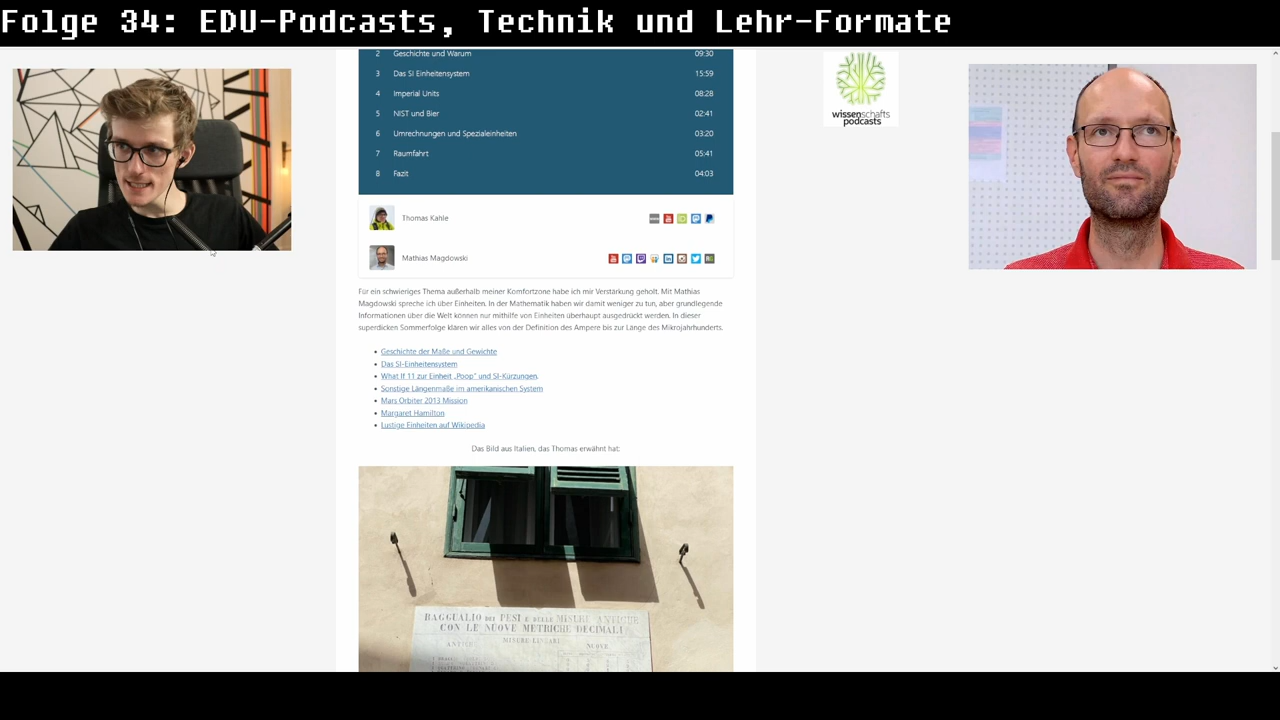 Folge 34: EDU-Podcasts, Technik und Lehr-Formate
2 Geschichte und Warum 09:30
3 Das SI Einheitensystem 15:59
4 Imperial Units 08:28
5 NIST und Bier 02:41
6 Umrechnungen und Spezialeinheiten 03:20
7 Raumfahrt 05:41
8 Fazit 04:03
wissenschafts
podcasts
Thomas Kahle
Mathias Magdowski
Für ein schwieriges Thema außerhalb meiner Komfortzone habe ich mir Verstärkung geholt. Mit Mathias
Magdowski spreche ich über Einheiten. In der Mathematik haben wir damit weniger zu tun, aber grundlegende
Informationen über die Welt können nur mithilfe von Einheiten überhaupt ausgedrückt werden. In dieser
superdicken Sommerfolge klären wir alles von der Definition des Ampere bis zur Länge des Mikrojahrhunderts.
• Geschichte der Maße und Gewichte
• Das SI-Einheitensystem
• What If 11 zur Einheit „Poop" und SI-Kürzungen.
• Sonstige Längenmaße im amerikanischen System
• Mars Orbiter 2013 Mission
• Margaret Hamilton
• Lustige Einheiten auf Wikipedia
Das Bild aus Italien, das Thomas erwähnt hat:
RAGGUAGLIO DEI PESI E DELLE MISURE ANTICHE
CON LE NUOVE METRICHE DECIMALI
ANTICHE
NUOVE